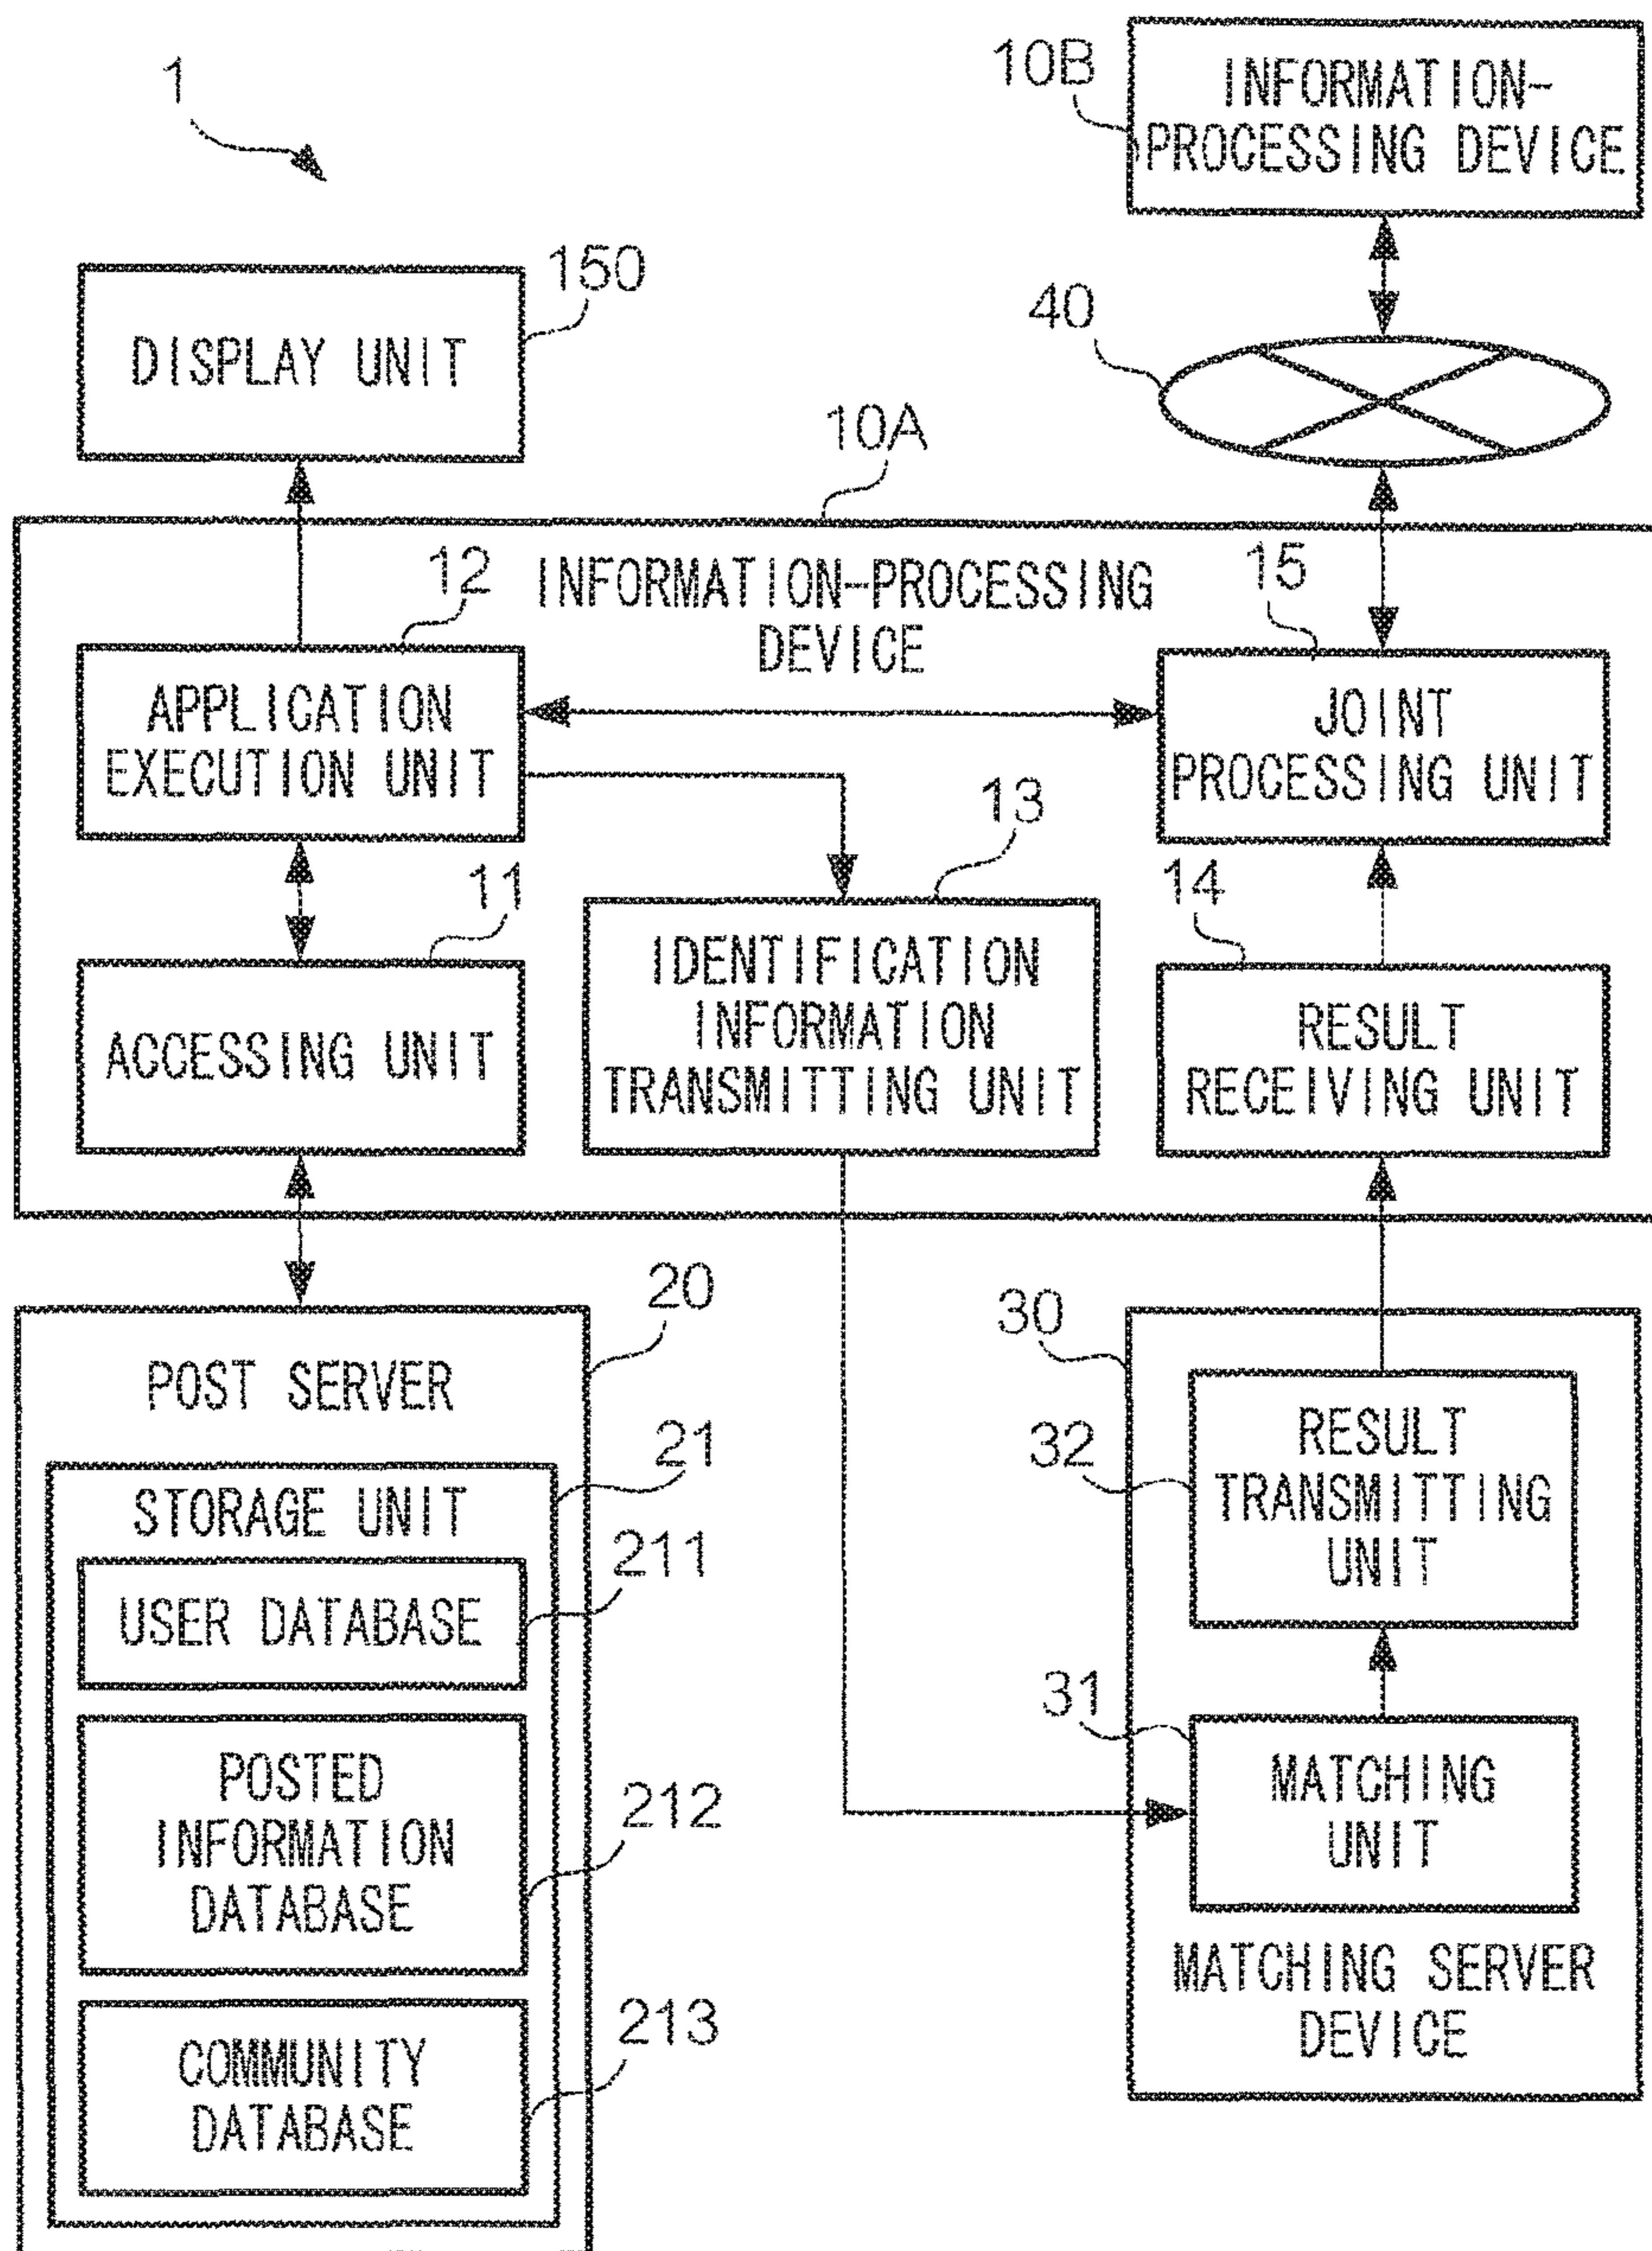 1
10B
INFORMATION-
PROCESSING DEVICE
150
DISPLAY UNIT
40
10A
INFORMATION-PROCESSING
DEVICE
12
APPLICATION
EXECUTION UNIT
15
JOINT
PROCESSING UNIT
11
ACCESSING UNIT
13
IDENTIFICATION
INFORMATION
TRANSMITTING UNIT
14
RESULT
RECEIVING UNIT
20
POST SERVER
21
STORAGE UNIT
211
USER DATABASE
212
POSTED
INFORMATION
DATABASE
213
COMMUNITY
DATABASE
30
32
RESULT
TRANSMITTING
UNIT
31
MATCHING
UNIT
MATCHING SERVER
DEVICE